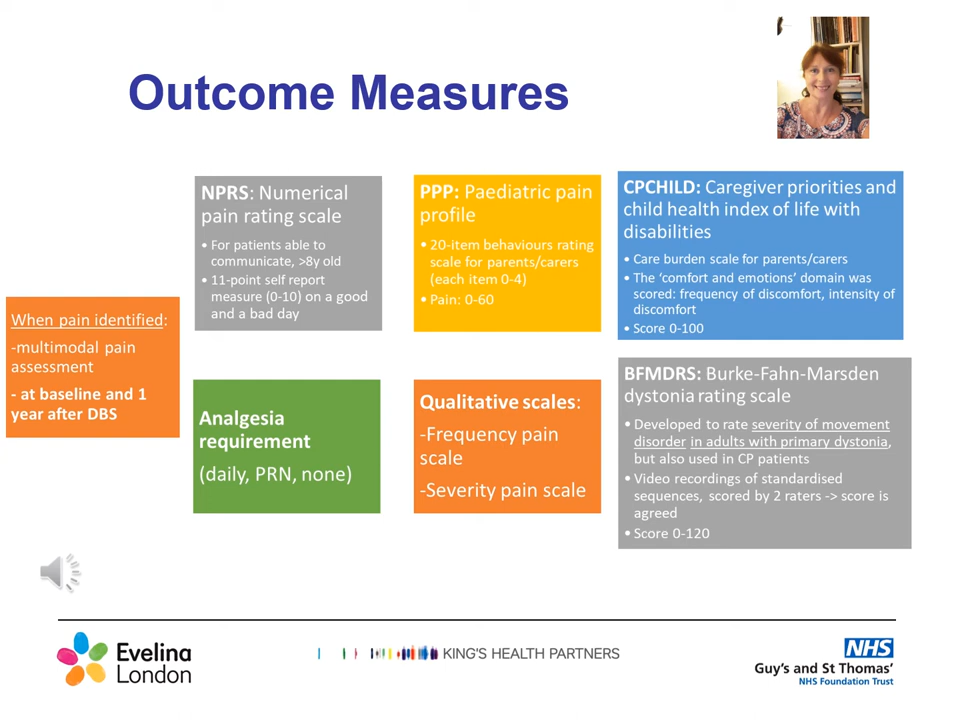 Outcome Measures
When pain identified:
-multimodal pain
assessment
- at baseline and 1
year after DBS
NPRS: Numerical
pain rating scale
• For patients able to
communicate, >8y old
• 11-point self report
measure (0-10) on a good
and a bad day
PPP: Paediatric pain
profile
• 20-item behaviours rating
scale for parents/carers
(each item 0-4)
• Pain: 0-60
CPCHILD: Caregiver priorities and
child health index of life with
disabilities
• Care burden scale for parents/carers
• The ‘comfort and emotions’ domain was
scored: frequency of discomfort, intensity of
discomfort
• Score 0-100
Analgesia
requirement
(daily, PRN, none)
Qualitative scales:
-Frequency pain
scale
-Severity pain scale
BFMDRS: Burke-Fahn-Marsden
dystonia rating scale
• Developed to rate severity of movement
disorder in adults with primary dystonia,
but also used in CP patients
• Video recordings of standardised
sequences, scored by 2 raters -> score is
agreed
• Score 0-120
Evelina
London
KING'S HEALTH PARTNERS
NHS
Guy's and St Thomas'
NHS Foundation Trust